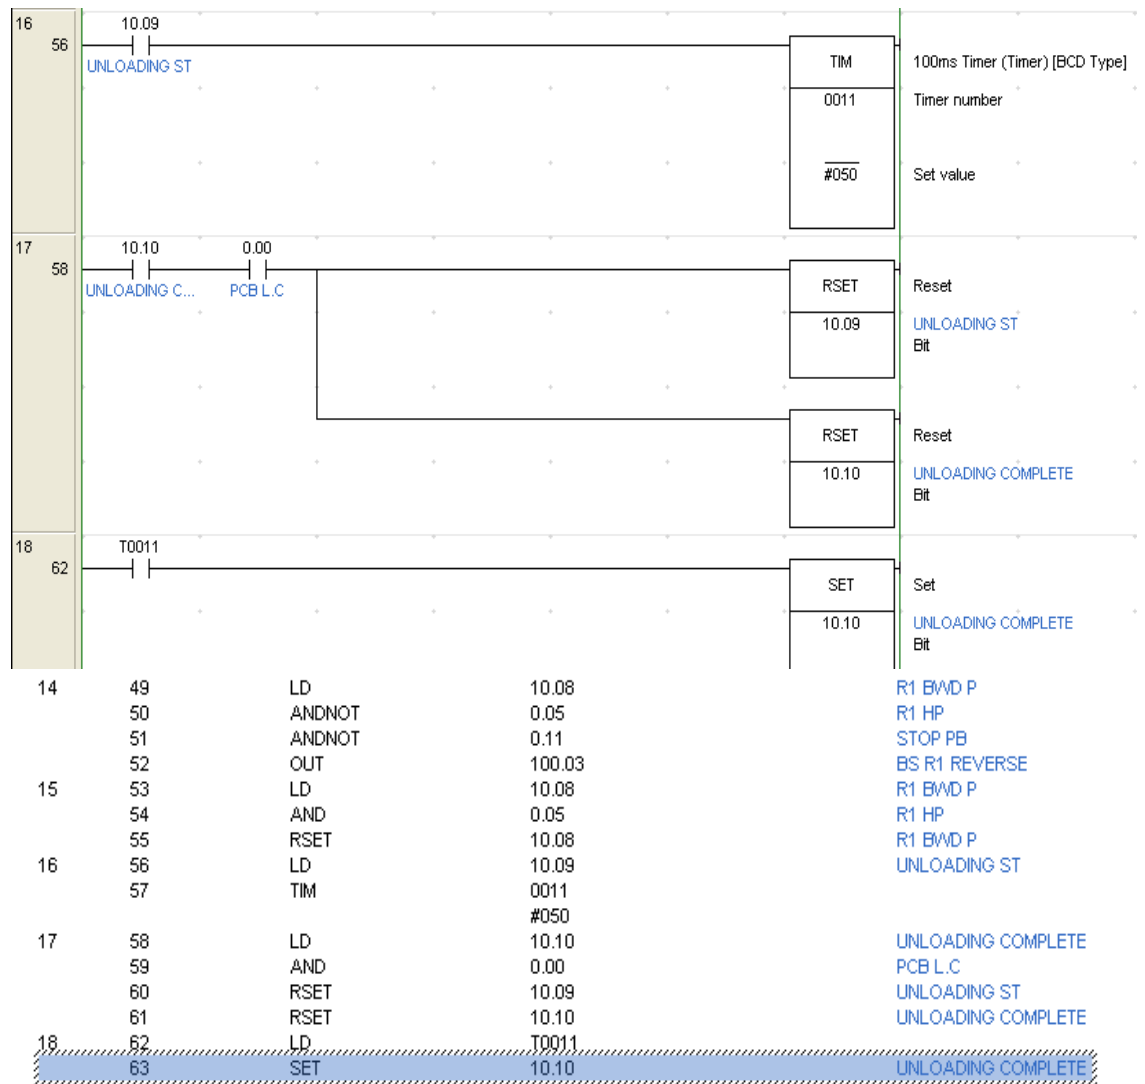 16 10.09
56 TIM 100ms Timer (Timer) [BCD Type]
UNLOADING ST
0011 Timer number
#050 Set value
17 10.10 0.00
58 RSET Reset
UNLOADING C... PCB L.C
10.09 UNLOADING ST
Bit
RSET Reset
10.10 UNLOADING COMPLETE
Bit
18 T0011
62 SET Set
10.10 UNLOADING COMPLETE
Bit
14 49 LD 10.08 R1 BWD P
50 ANDNOT 0.05 R1 HP
51 ANDNOT 0.11 STOP PB
52 OUT 100.03 BS R1 REVERSE
15 53 LD 10.08 R1 BWD P
54 AND 0.05 R1 HP
55 RSET 10.08 R1 BWD P
16 56 LD 10.09 UNLOADING ST
57 TIM 0011
#050
17 58 LD 10.10 UNLOADING COMPLETE
59 AND 0.00 PCB L.C
60 RSET 10.09 UNLOADING ST
61 RSET 10.10 UNLOADING COMPLETE
18 62 LD T0011
63 SET 10.10 UNLOADING COMPLETE